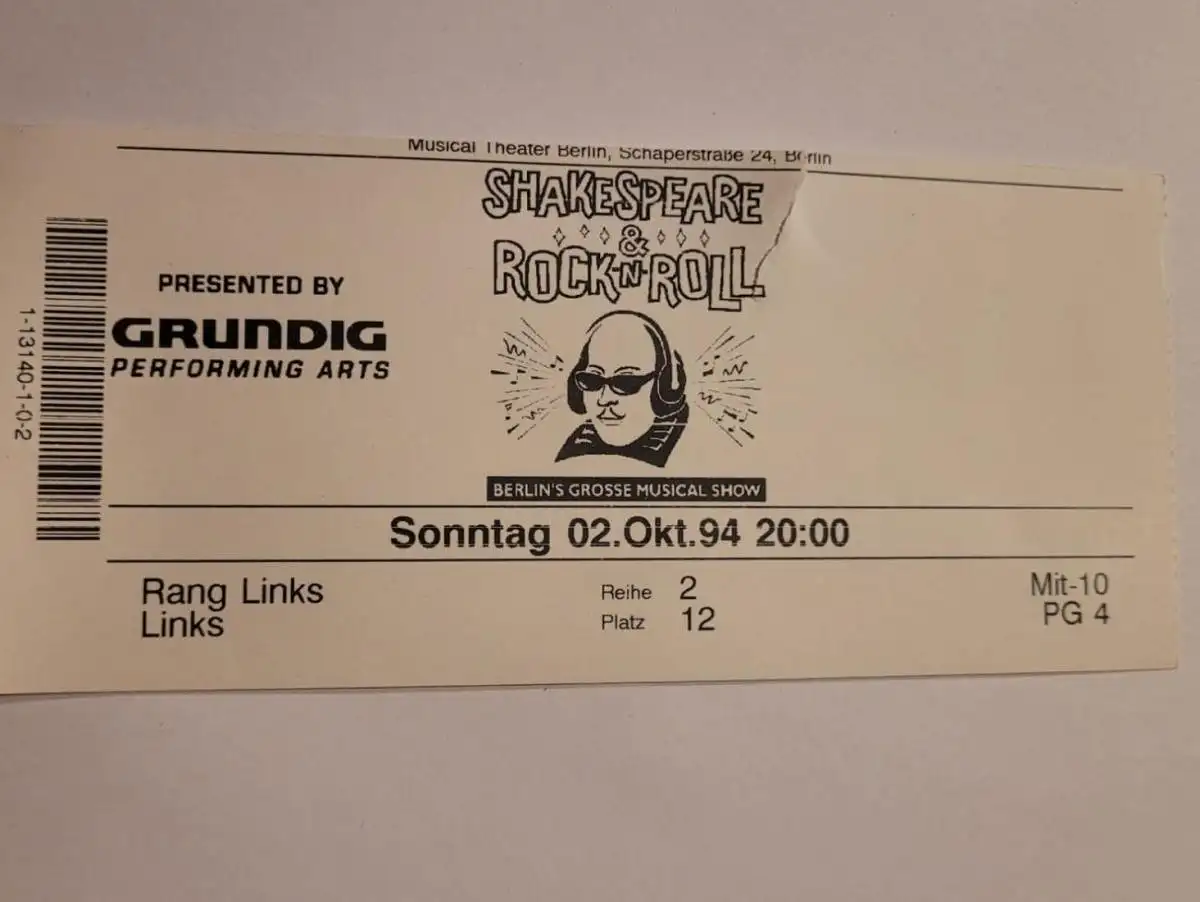 Musical Theater Berlin, Schaperstraße 24, Berlin
SHAKESPEARE
&
ROCK-N-ROLL
PRESENTED BY
GRUNDIG
PERFORMING ARTS
1-13140-1-0-2
BERLIN'S GROSSE MUSICAL SHOW
Sonntag 02.Okt.94 20:00
Rang Links
Links
Reihe 2
Platz 12
Mit-10
PG 4